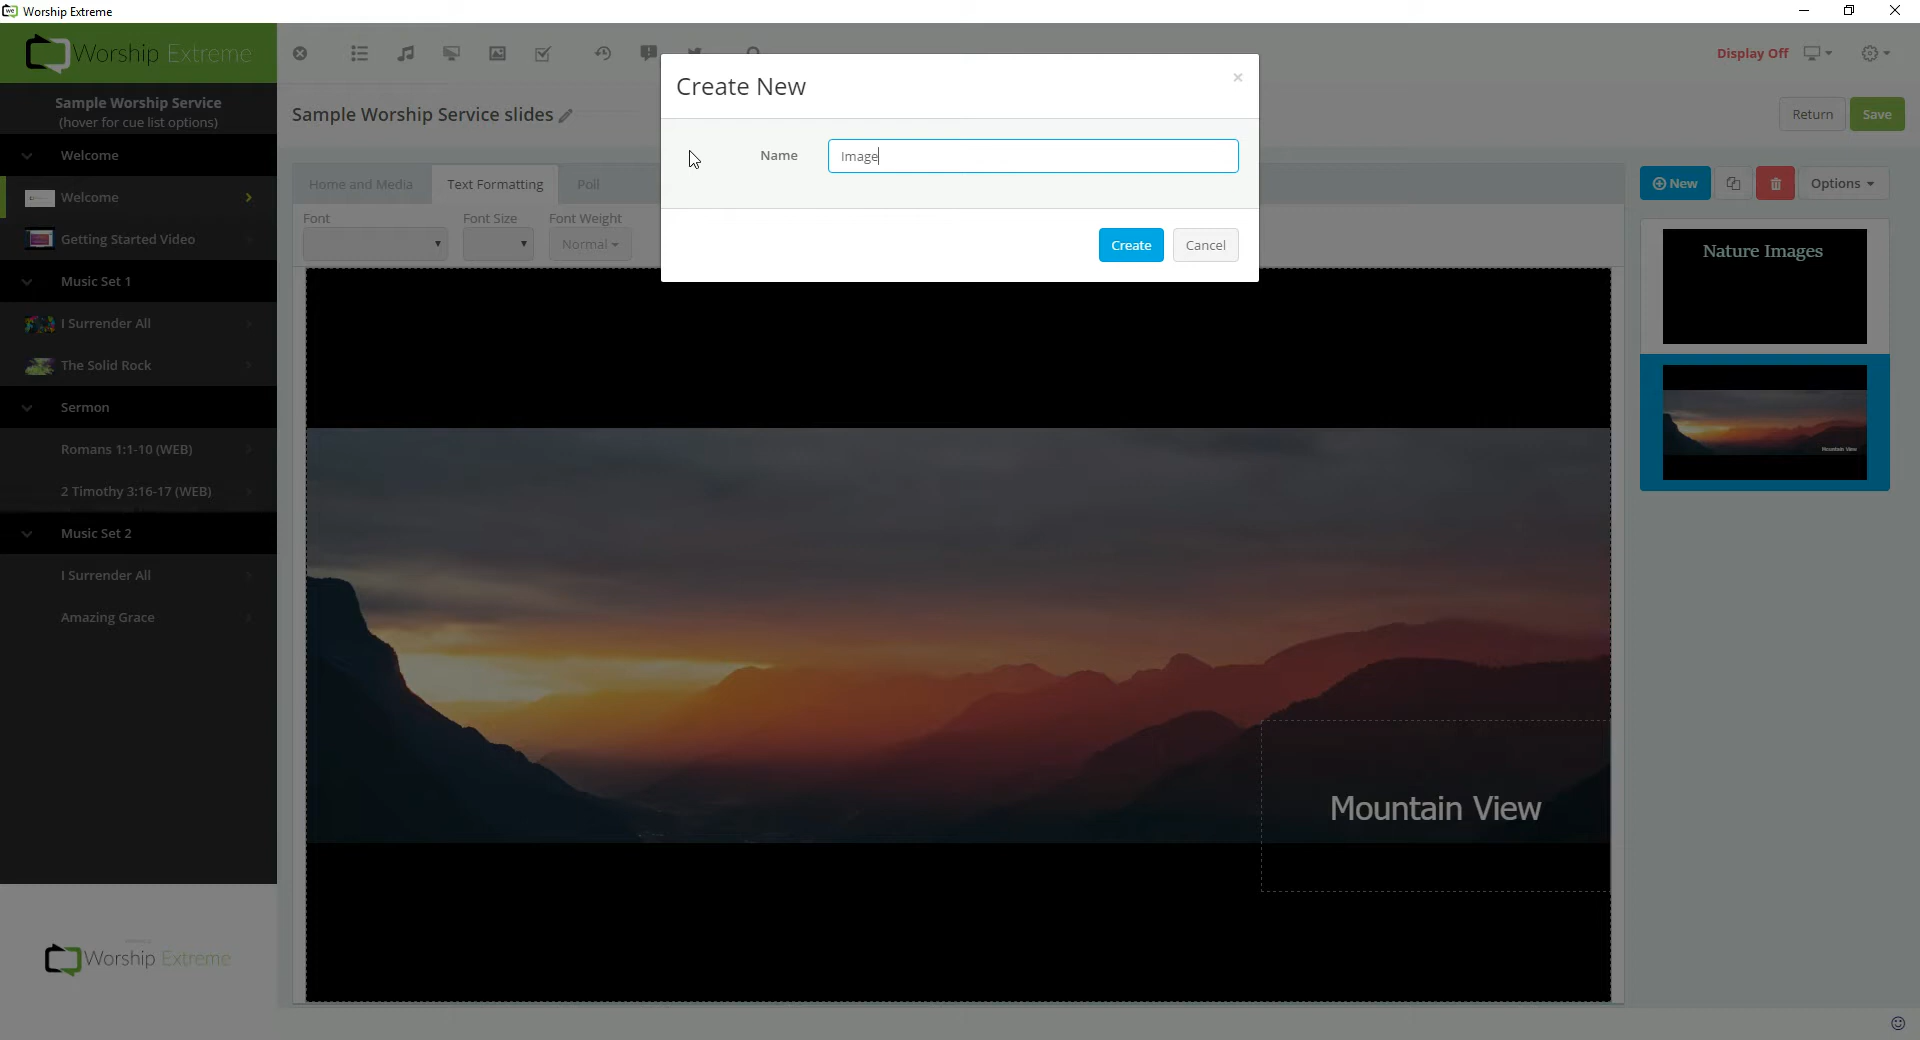 Worship Extreme
Worship Extreme
Display Off
Sample Worship Service
(hover for cue list options)
Sample Worship Service slides
Return
Save
Create New
×
Name
Image
Create
Cancel
Welcome
Welcome
Getting Started Video
Music Set 1
I Surrender All
The Solid Rock
Sermon
Romans 1:1-10 (WEB)
2 Timothy 3:16-17 (WEB)
Music Set 2
I Surrender All
Amazing Grace
Worship Extreme
Home and Media
Text Formatting
Poll
Font
Font Size
Font Weight
Normal
Mountain View
New
Options
Nature Images
Mountain View